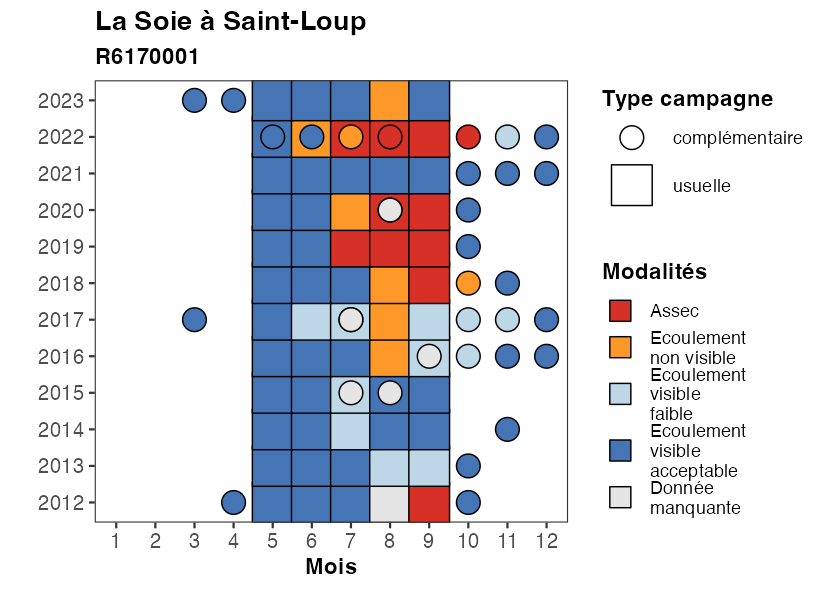 La Soie à Saint-Loup
R6170001
2023
2022
2021
2020
2019
2018
2017
2016
2015
2014
2013
2012
1 2 3 4 5 6 7 8 9 10 11 12
Mois
Type campagne
complémentaire
usuelle
Modalités
Assec
Ecoulement
non visible
Ecoulement
visible
faible
Ecoulement
visible
acceptable
Donnée
manquante